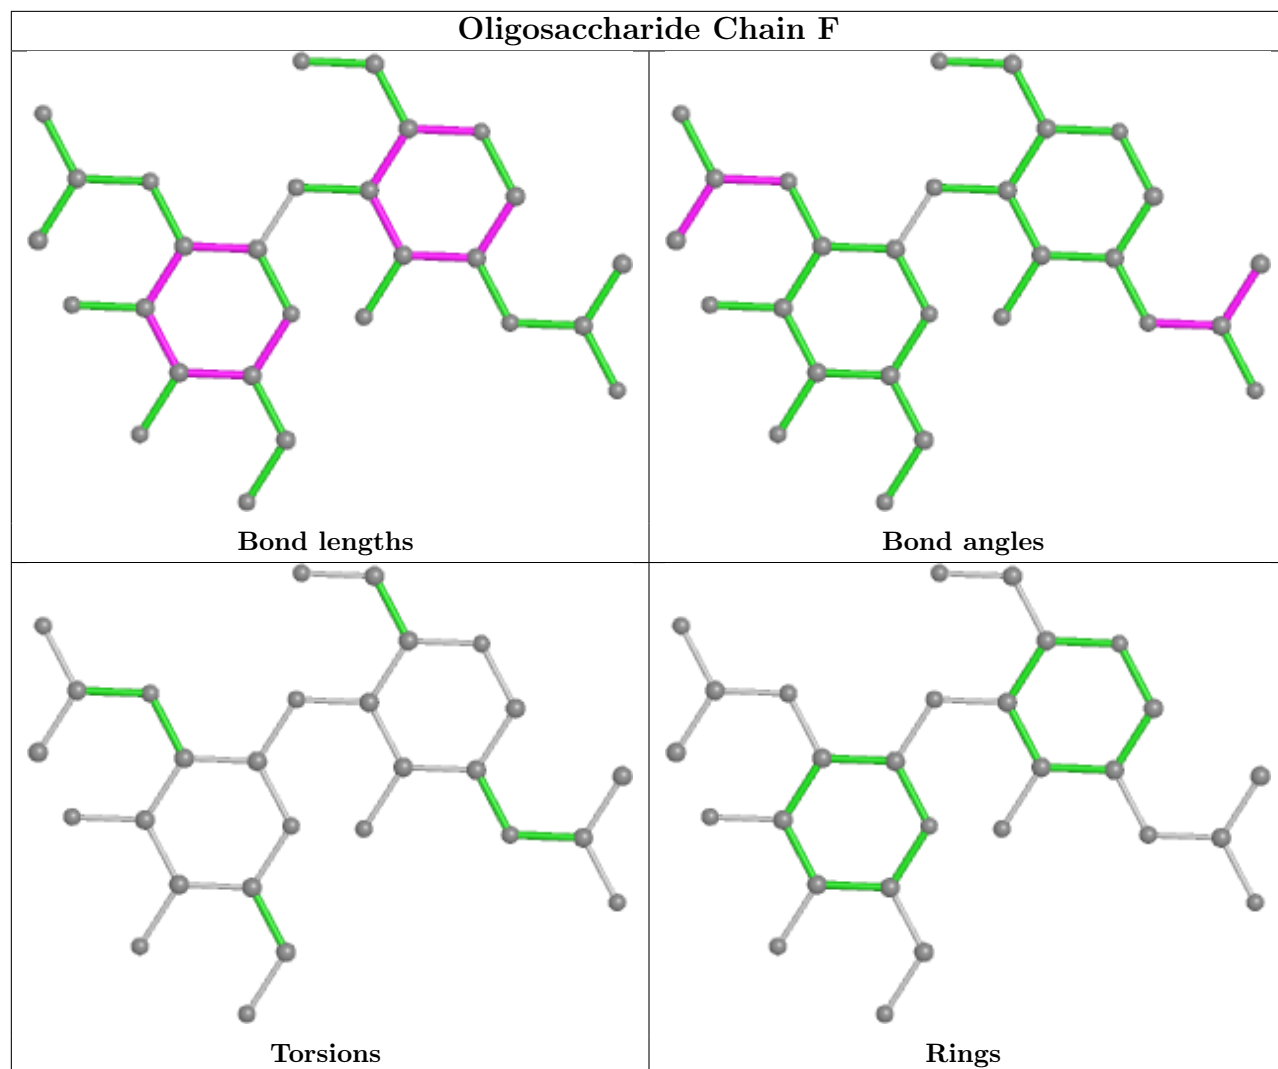 Oligosaccharide Chain F
Bond lengths
Bond angles
Torsions
Rings